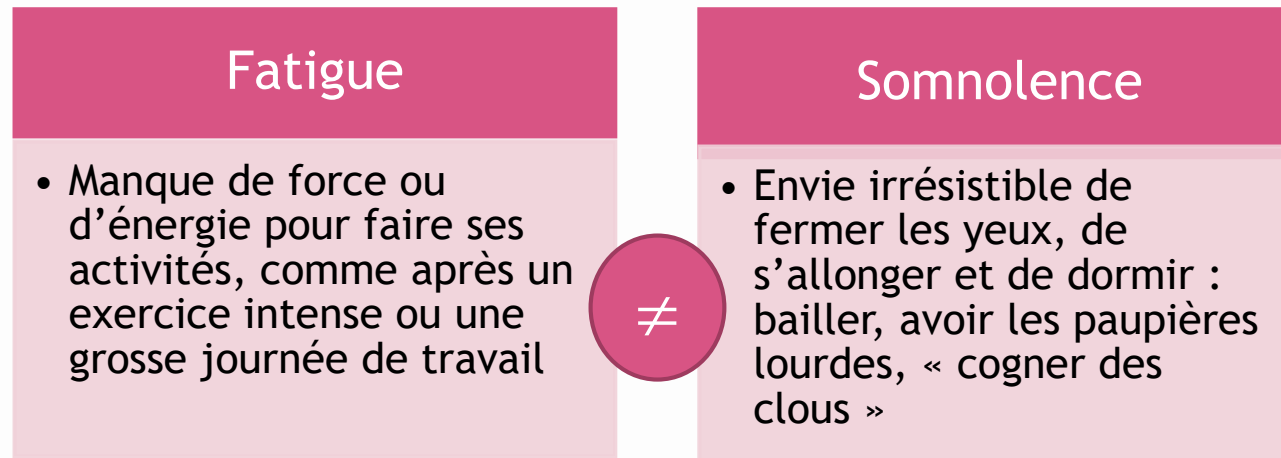 Fatigue
• Manque de force ou
d’énergie pour faire ses
activités, comme après un
exercice intense ou une
grosse journée de travail
≠
Somnolence
• Envie irrésistible de
fermer les yeux, de
s’allonger et de dormir :
bailler, avoir les paupières
lourdes, « cogner des
clous »